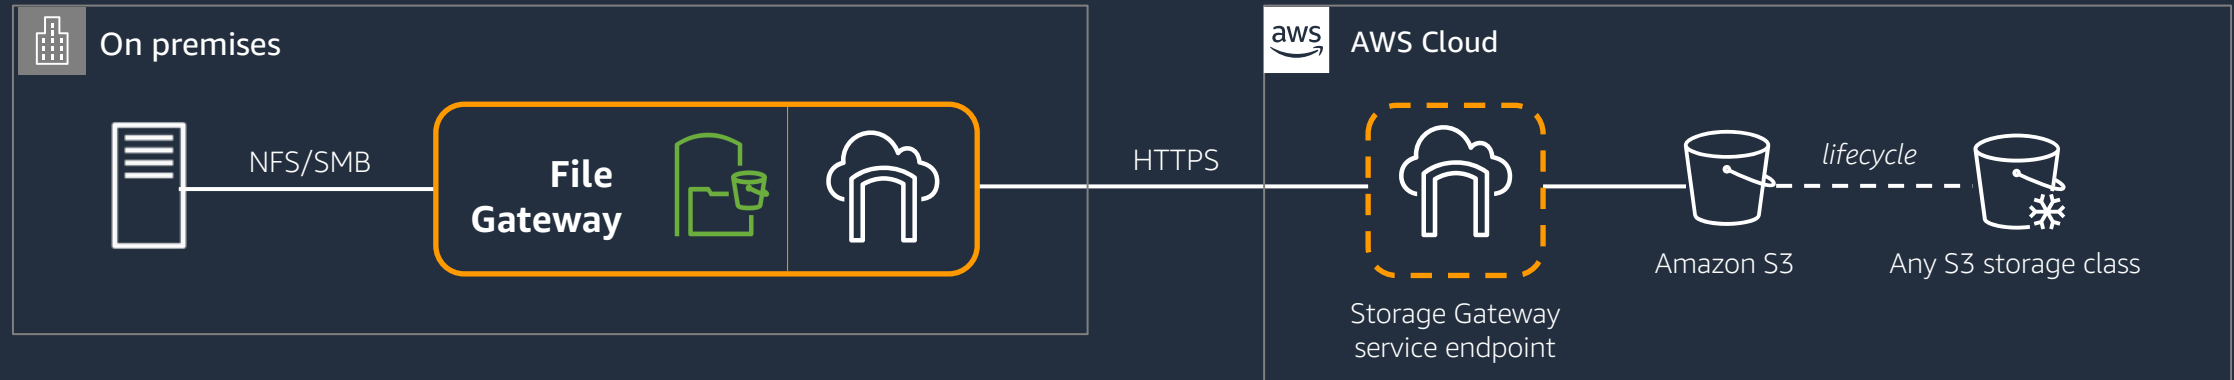 On premises
NFS/SMB
File
Gateway
HTTPS
aws
AWS Cloud
Storage Gateway
service endpoint
Amazon S3
lifecycle
Any S3 storage class